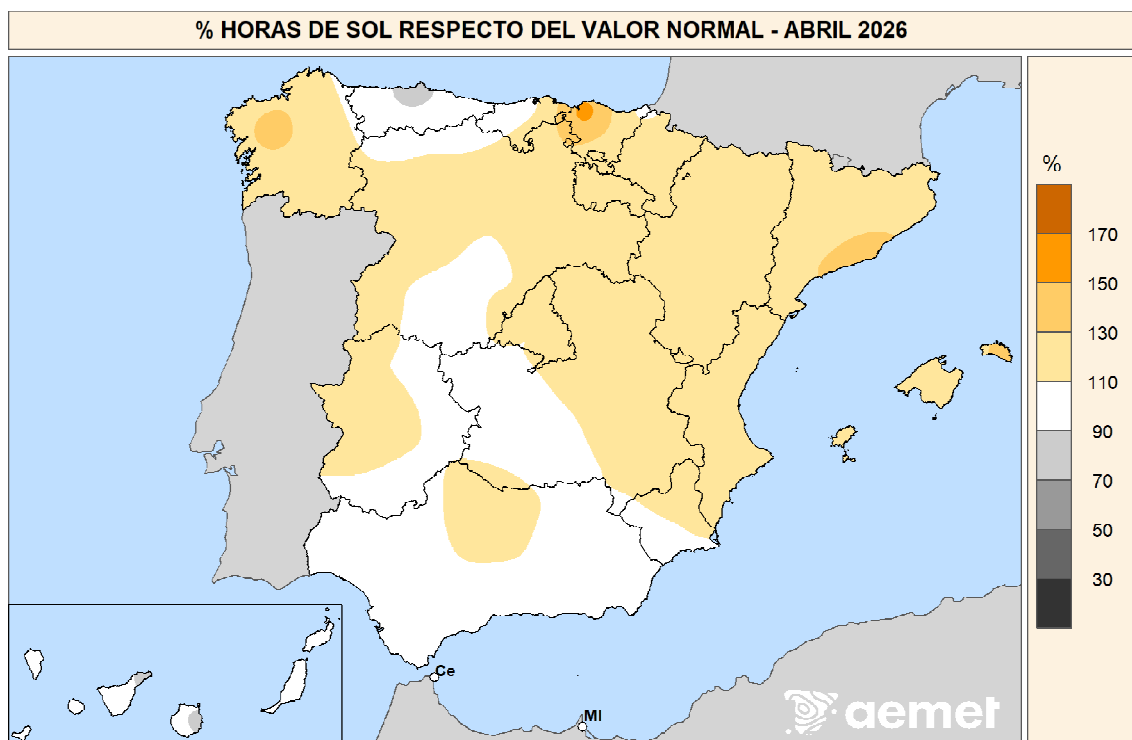 % HORAS DE SOL RESPECTO DEL VALOR NORMAL - ABRIL 2026
%
170
150
130
110
90
70
50
30
Ce
Ml
aemet